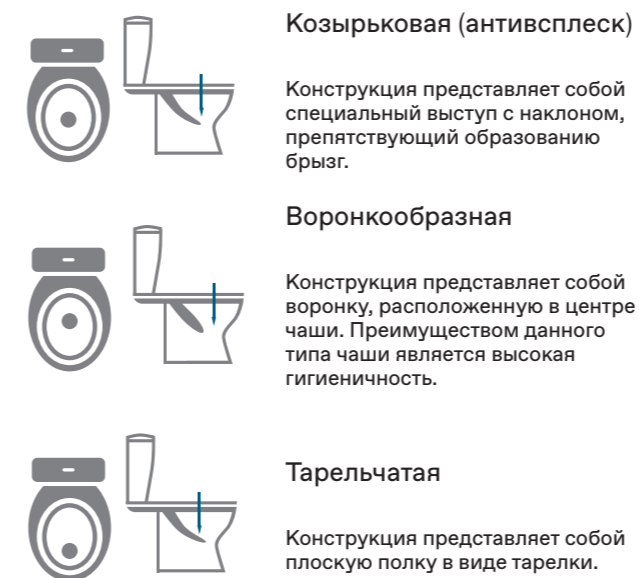 Козырьковая (антивсплеск)
Конструкция представляет собой
специальный выступ с наклоном,
препятствующий образованию
брызг.
Воронкообразная
Конструкция представляет собой
воронку, расположенную в центре
чаши. Преимуществом данного
типа чаши является высокая
гигиеничность.
Тарельчатая
Конструкция представляет собой
плоскую полку в виде тарелки.